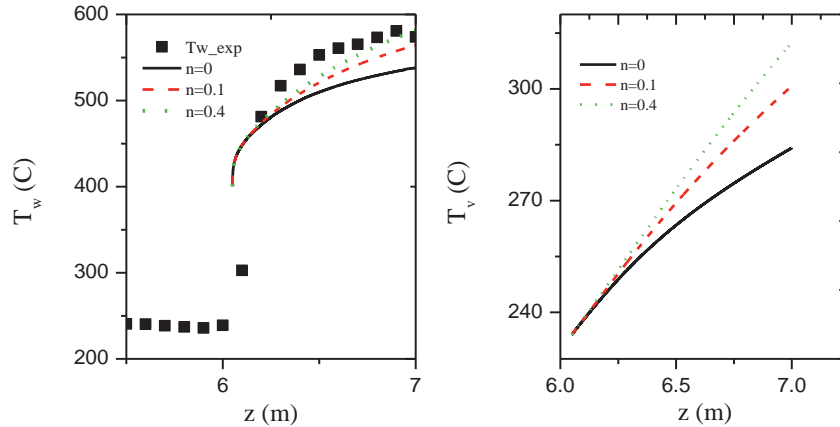 600
500
400
300
200
T_w (C)
Tw_exp
n=0
n=0.1
n=0.4
6
7
z (m)
300
270
240
T_v (C)
n=0
n=0.1
n=0.4
6.0
6.5
7.0
z (m)